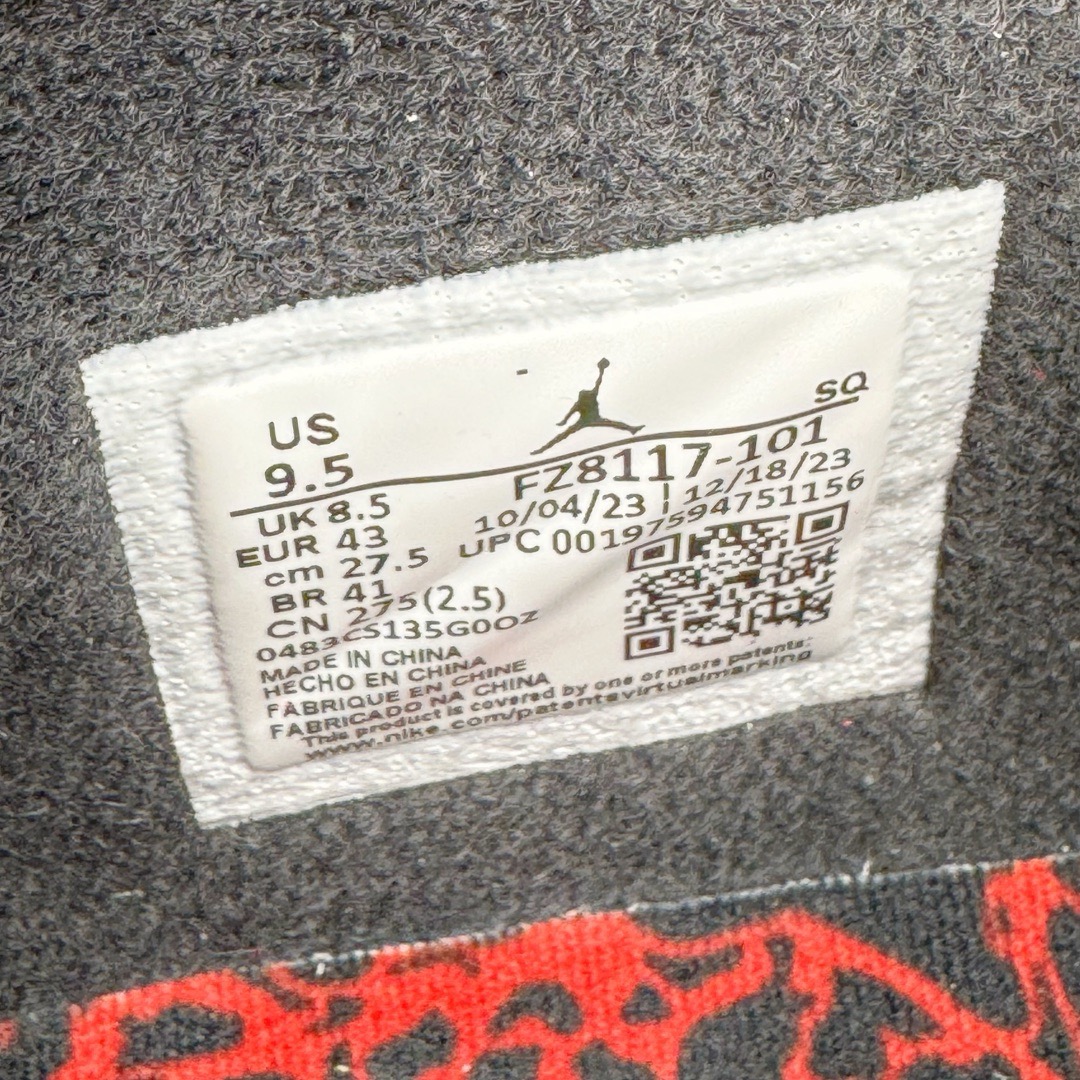 US
9.5
SQ
UK 8.5
FZ8117-101
EUR 43
10/04/23 | 12/18/23
cm 27.5
UPC 00197594751156
BR 41
CN 275(2.5)
0483CS135G0OZ
MADE IN CHINA
HECHO EN CHINA
FABRIQUE EN CHINE
FABRICADO NA CHINA
This product is covered by one or more patents:
www.nike.com/patentsvirtualmarking